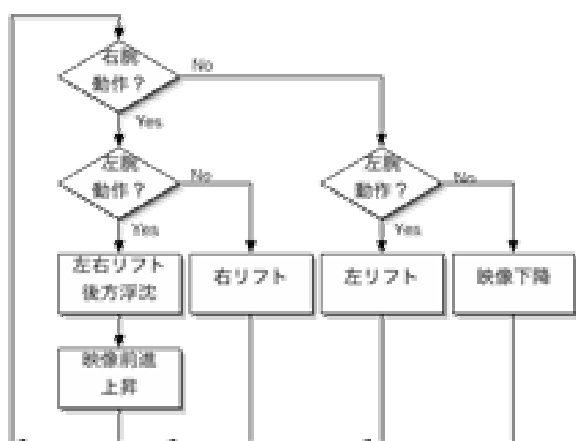 右腕
動作？
No
Yes
左腕
動作？
No
Yes
左腕
動作？
No
Yes
左右リフト
後方浮沈
右リフト
左リフト
映像下降
映像前進
上昇